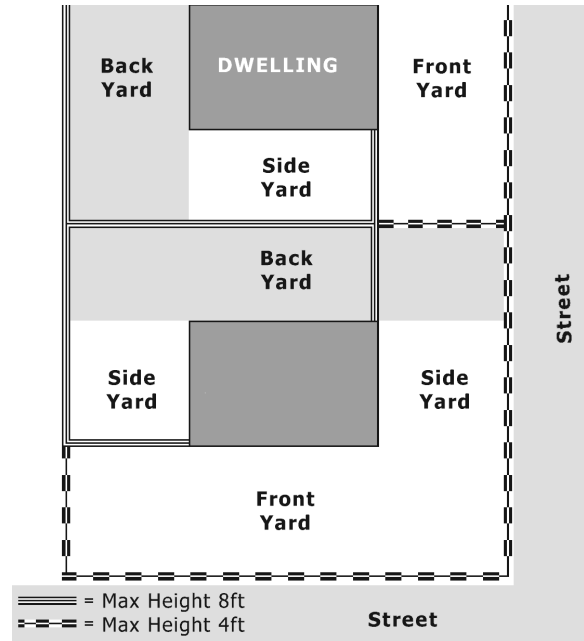 Back
Yard
DWELLING
Front
Yard
Side
Yard
Back
Yard
Street
Side
Yard
Side
Yard
Front
Yard
= Max Height 8ft
= Max Height 4ft
Street